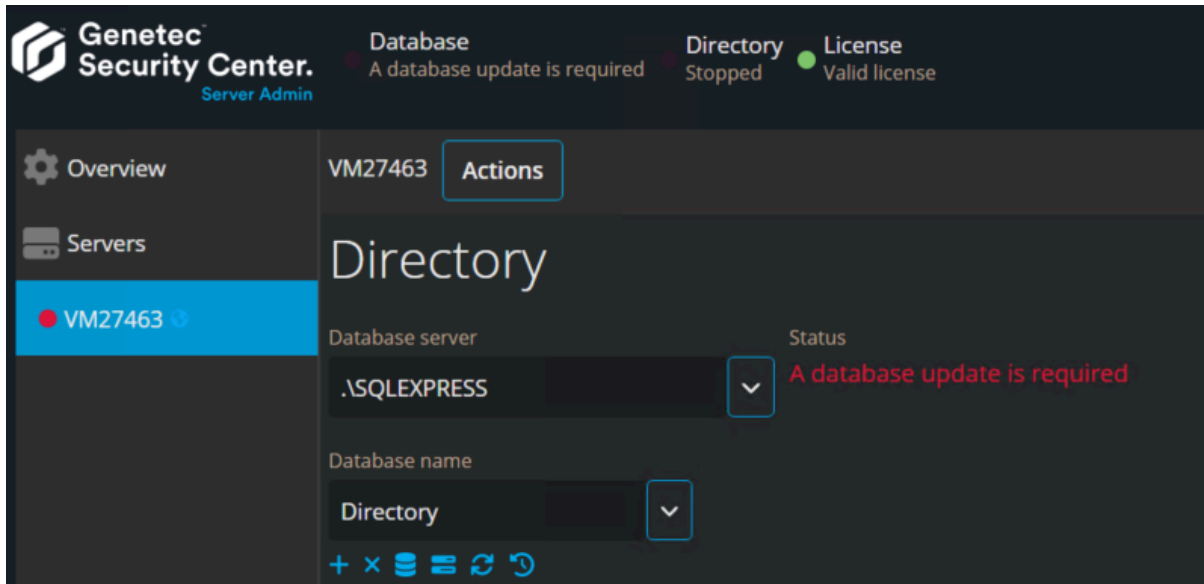 Genetec
Security Center.
Server Admin
Database
A database update is required
Directory
Stopped
License
Valid license
Overview
Servers
VM27463
VM27463
Actions
Directory
Database server
.\SQLEXPRESS
Status
A database update is required
Database name
Directory